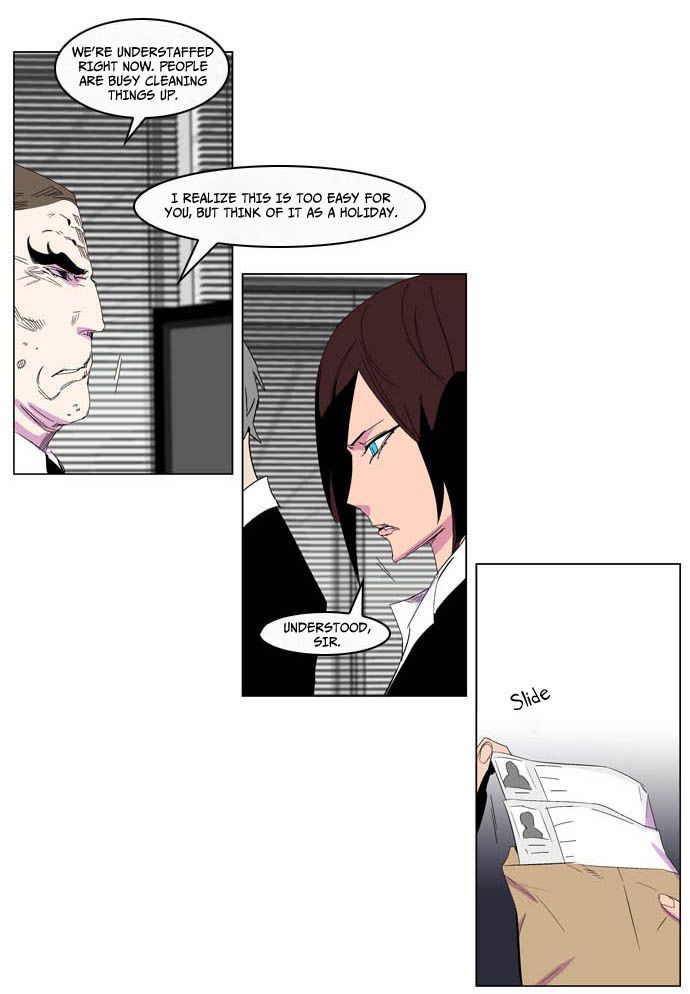 WE'RE UNDERSTAFFED
RIGHT NOW. PEOPLE
ARE BUSY CLEANING
THINGS UP.
I REALIZE THIS IS TOO EASY FOR
YOU, BUT THINK OF IT AS A HOLIDAY.
UNDERSTOOD,
SIR.
Slide